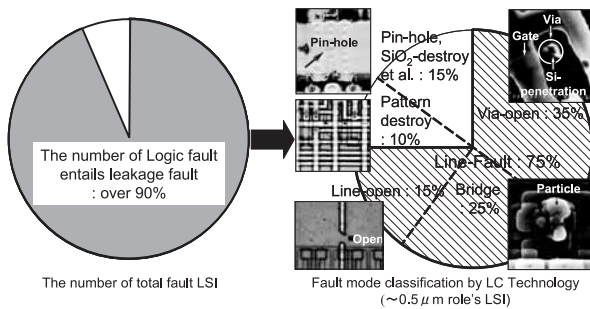 The number of Logic fault
entails leakage fault
: over 90%
The number of total fault LSI
Pin-hole
Pin-hole,
SiO₂-destroy
et al. : 15%
Pattern
destroy
: 10%
Gate
Via
Si-
penetration
Via-open : 35%
Line-Fault : 75%
Line-open : 15%
Bridge
: 25%
Particle
Open
Fault mode classification by LC Technology
(～0.5μm role's LSI)